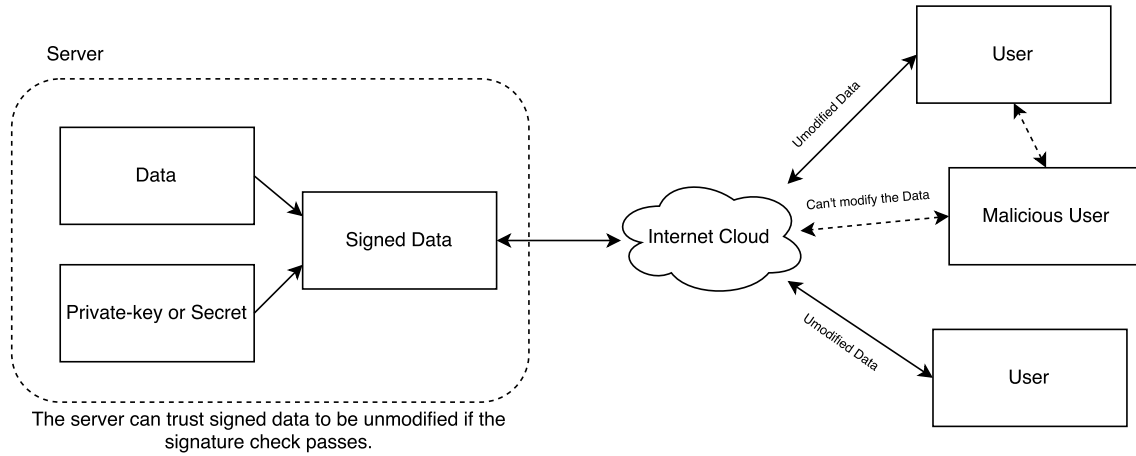 Server
Data
Private-key or Secret
Signed Data
The server can trust signed data to be unmodified if the
signature check passes.
Internet Cloud
Umodified Data
Can't modify the Data
Umodified Data
User
Malicious User
User